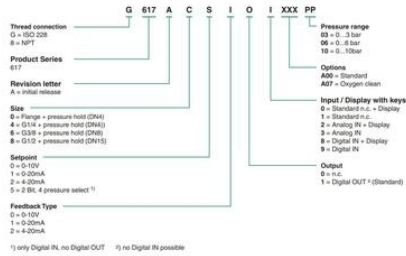 G 617 A C S I O I XXX PP
Thread connection
G = ISO 228
8 = NPT
Product Series
617
Revision letter
A = initial release
Size
0 = Flange + pressure hold (DN4)
4 = G1/4 + pressure hold (DN4)
6 = G3/8 + pressure hold (DN8)
8 = G1/2 + pressure hold (DN15)
Setpoint
0 = 0-10V
1 = 0-20mA
2 = 4-20mA
5 = 2 Bit, 4 pressure select ¹)
Feedback Type
0 = 0-10V
1 = 0-20mA
2 = 4-20mA
Pressure range
03 = 0...3 bar
06 = 0...6 bar
10 = 0...10bar
Options
A00 = Standard
A07 = Oxygen clean
Input / Display with keys
0 = Standard n.c. + Display
1 = Standard n.c.
2 = Analog IN + Display
3 = Analog IN
8 = Digital IN + Display
9 = Digital IN
Output
0 = n.c.
1 = Digital OUT ²) (Standard)
¹) only Digital IN, no Digital OUT ²) no Digital IN possible